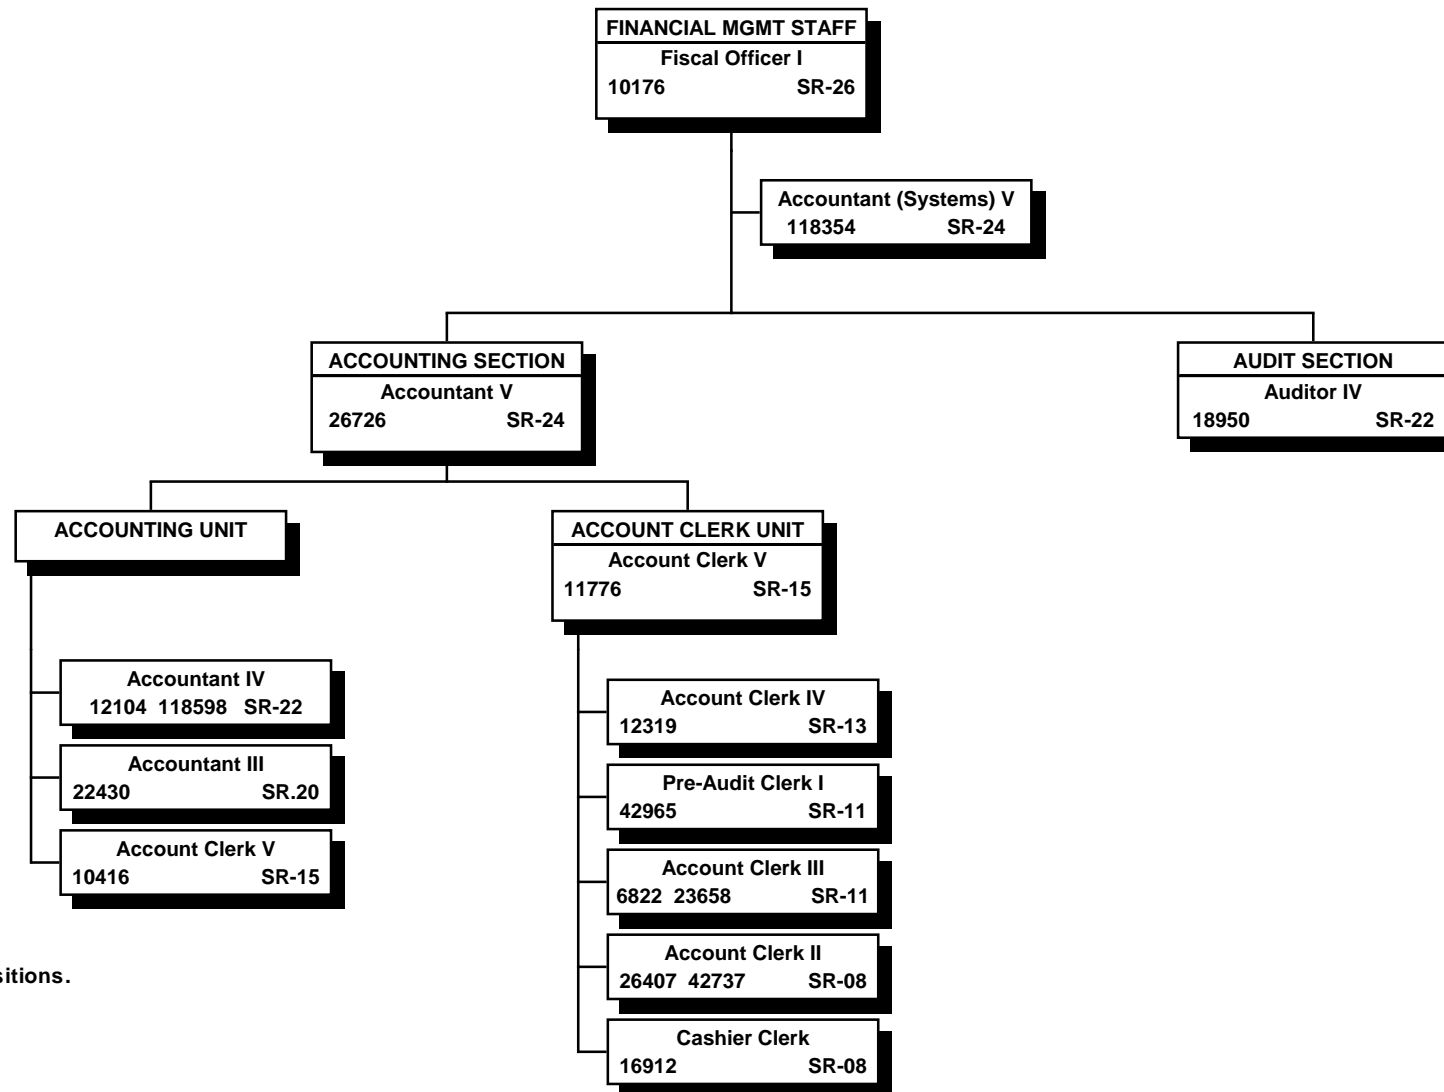 FINANCIAL MGMT STAFF
Fiscal Officer I
10176 SR-26
Accountant (Systems) V
118354 SR-24
ACCOUNTING SECTION
Accountant V
26726 SR-24
AUDIT SECTION
Auditor IV
18950 SR-22
ACCOUNTING UNIT
ACCOUNT CLERK UNIT
Account Clerk V
11776 SR-15
Accountant IV
12104 118598 SR-22
Accountant III
22430 SR.20
Account Clerk V
10416 SR-15
Account Clerk IV
12319 SR-13
Pre-Audit Clerk I
42965 SR-11
Account Clerk III
6822 23658 SR-11
Account Clerk II
26407 42737 SR-08
Cashier Clerk
16912 SR-08
sitions.